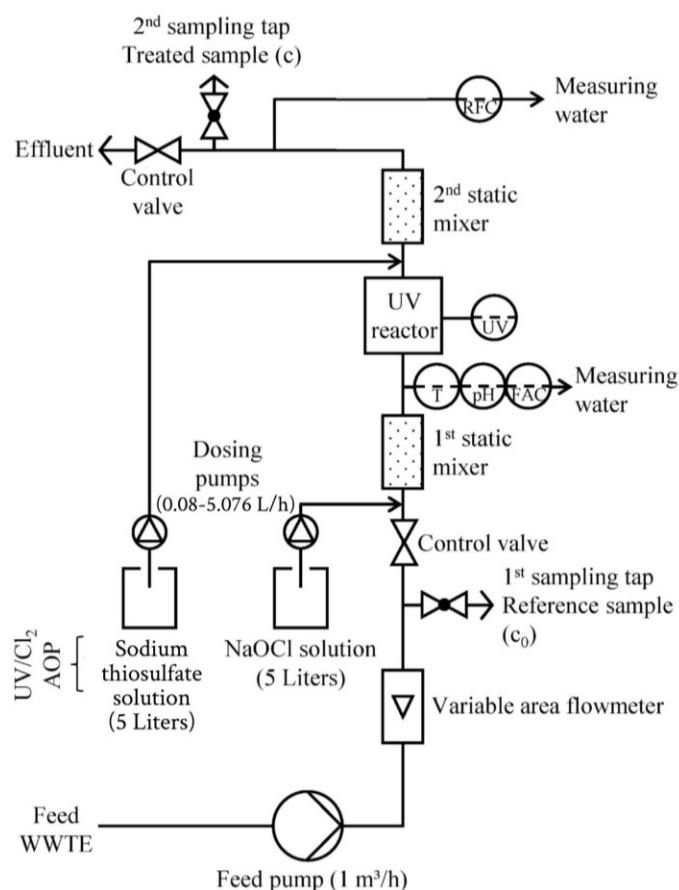 2nd sampling tap
Treated sample (c)
Measuring
water
RFC
Effluent
Control
valve
2nd static
mixer
UV
reactor
UV
T
pH
FAC
Measuring
water
1st static
mixer
Dosing
pumps
(0.08-5.076 L/h)
Control valve
1st sampling tap
Reference sample
(c₀)
UV/Cl₂
AOP
Sodium
thiosulfate
solution
(5 Liters)
NaOCl solution
(5 Liters)
Variable area flowmeter
Feed
WWTE
Feed pump (1 m³/h)